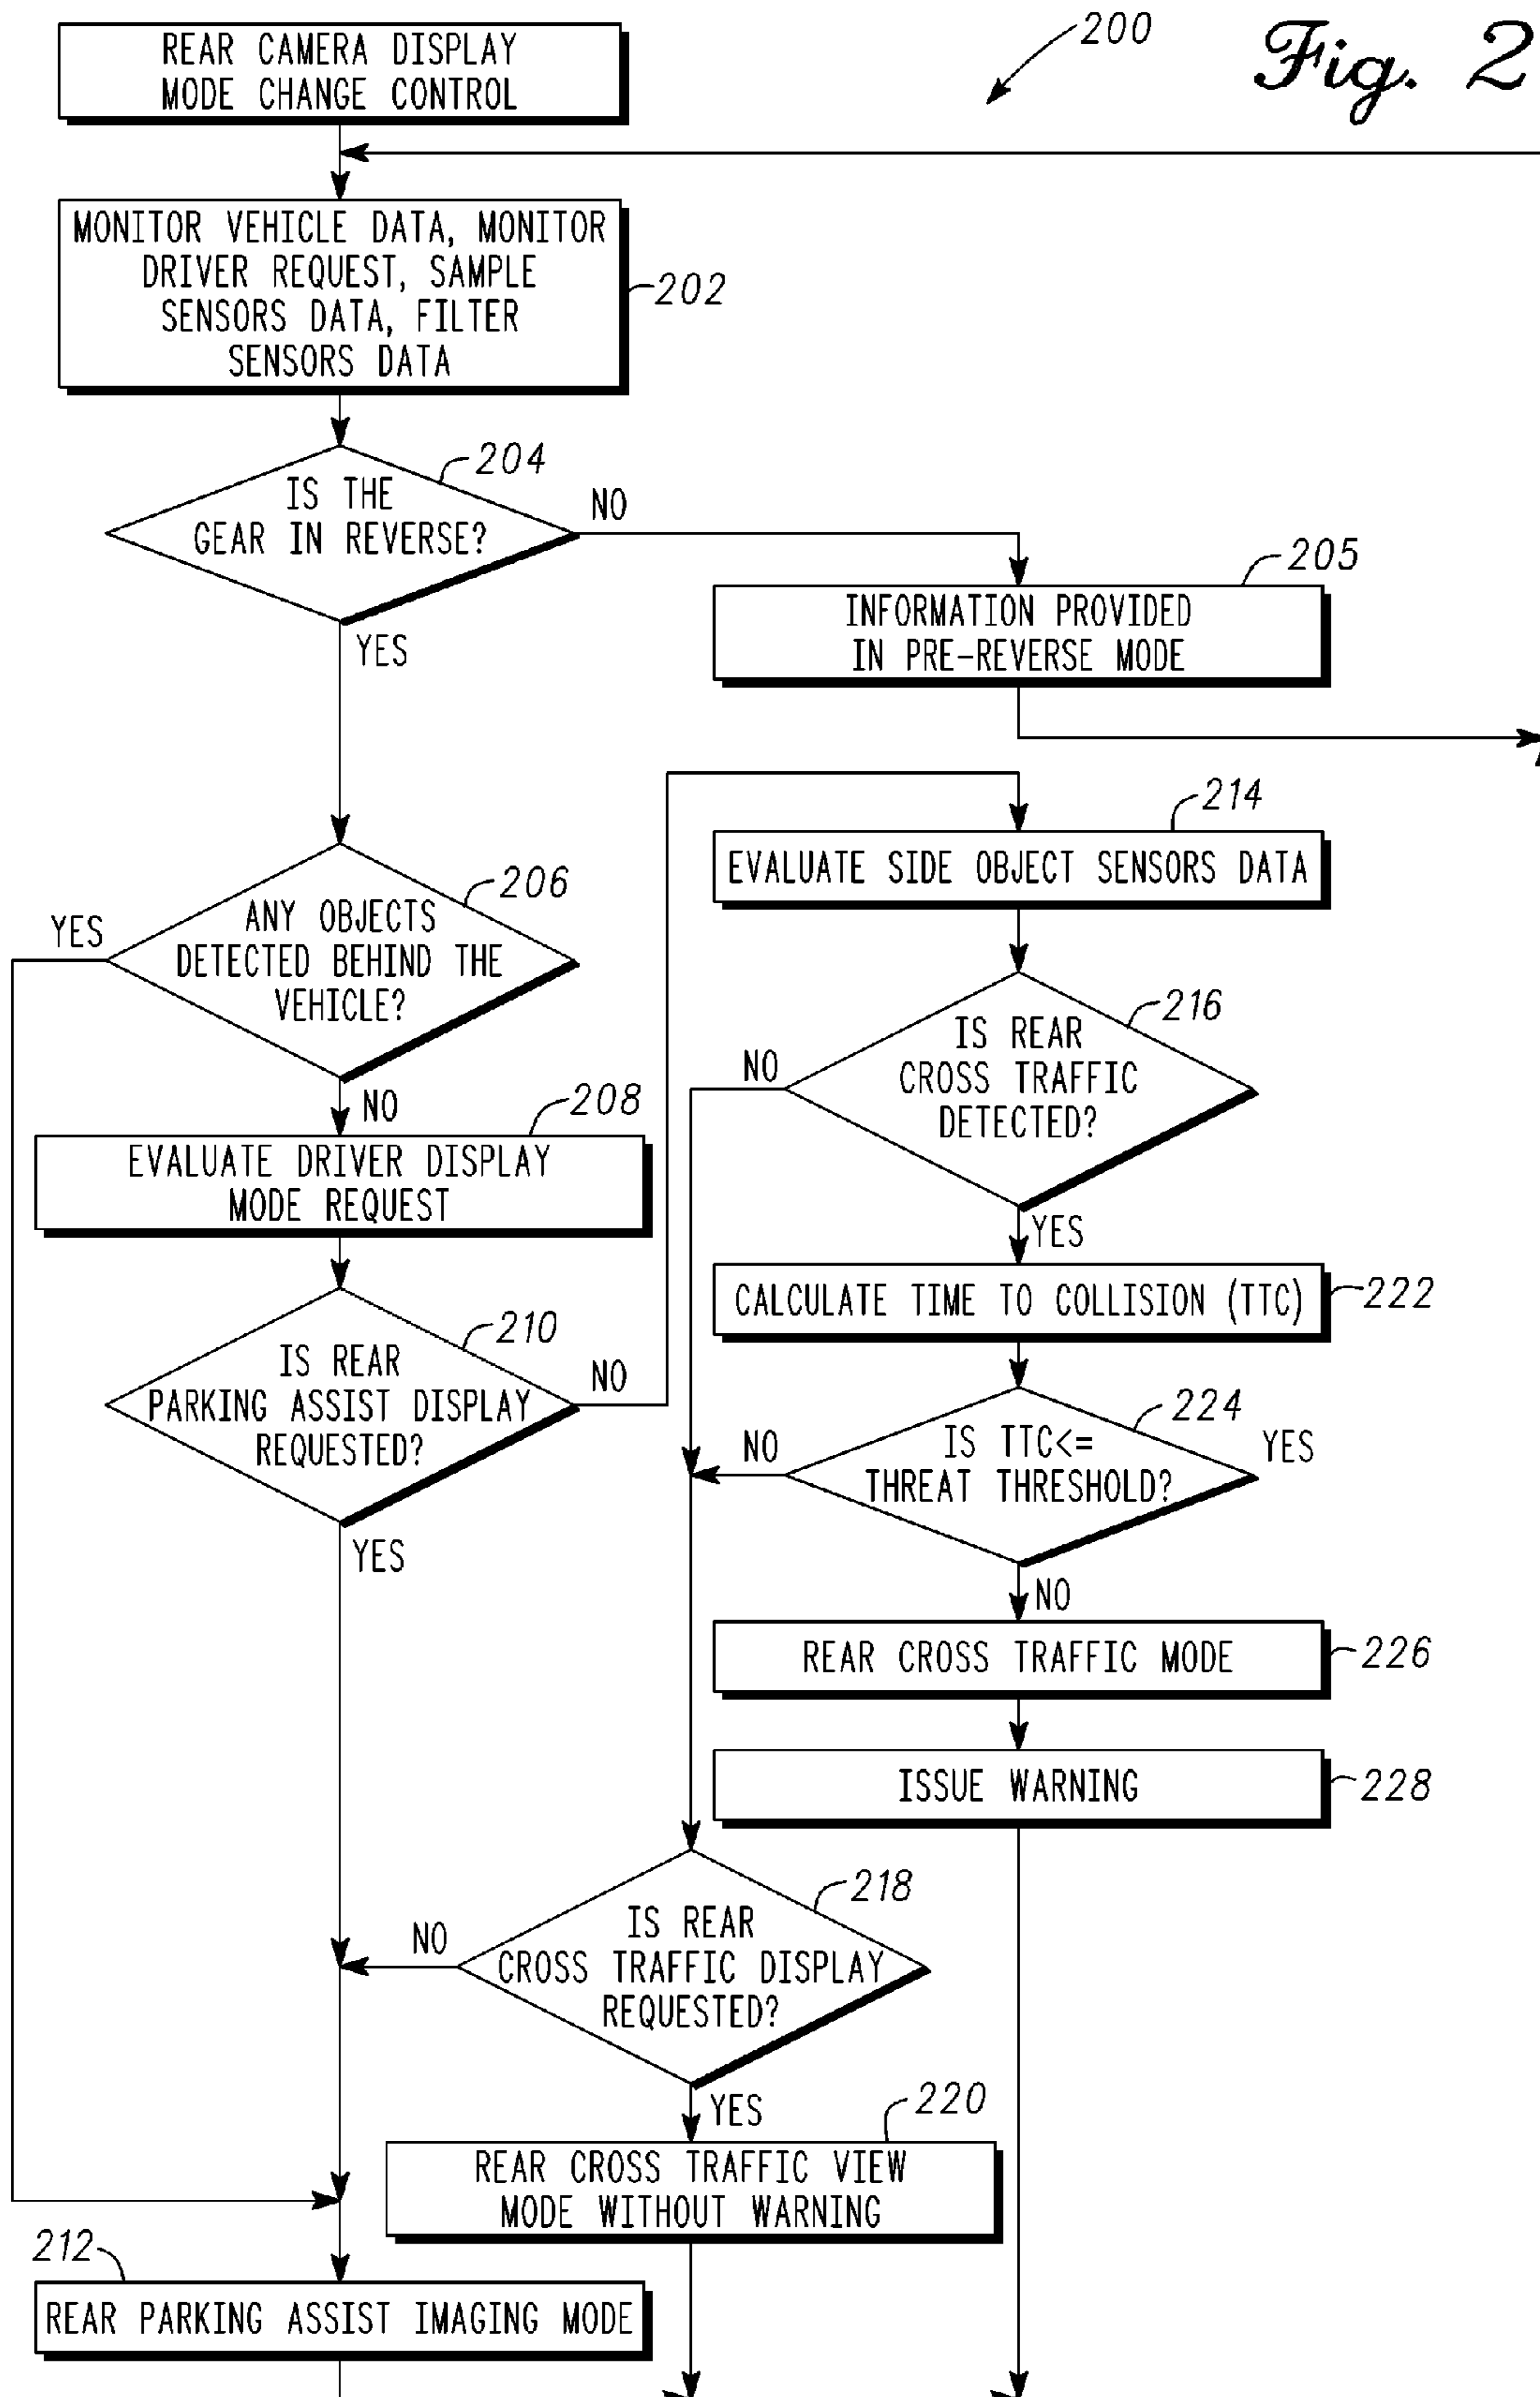 200
Fig. 2
REAR CAMERA DISPLAY
MODE CHANGE CONTROL
MONITOR VEHICLE DATA, MONITOR
DRIVER REQUEST, SAMPLE
SENSORS DATA, FILTER
SENSORS DATA
202
204
IS THE
GEAR IN REVERSE?
NO
YES
205
INFORMATION PROVIDED
IN PRE-REVERSE MODE
206
ANY OBJECTS
DETECTED BEHIND THE
VEHICLE?
YES
NO
208
EVALUATE DRIVER DISPLAY
MODE REQUEST
210
IS REAR
PARKING ASSIST DISPLAY
REQUESTED?
NO
YES
214
EVALUATE SIDE OBJECT SENSORS DATA
216
IS REAR
CROSS TRAFFIC
DETECTED?
NO
YES
CALCULATE TIME TO COLLISION (TTC)
222
224
IS TTC<=
THREAT THRESHOLD?
NO
YES
NO
REAR CROSS TRAFFIC MODE
226
ISSUE WARNING
228
218
IS REAR
CROSS TRAFFIC DISPLAY
REQUESTED?
NO
YES
220
REAR CROSS TRAFFIC VIEW
MODE WITHOUT WARNING
212
REAR PARKING ASSIST IMAGING MODE